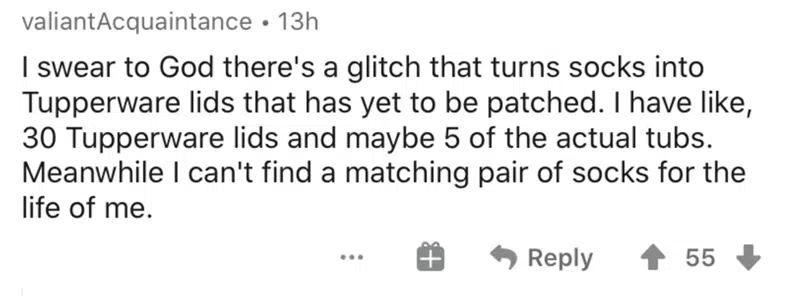 valiantAcquaintance • 13h
I swear to God there's a glitch that turns socks into
Tupperware lids that has yet to be patched. I have like,
30 Tupperware lids and maybe 5 of the actual tubs.
Meanwhile I can't find a matching pair of socks for the
life of me.
... Reply 55